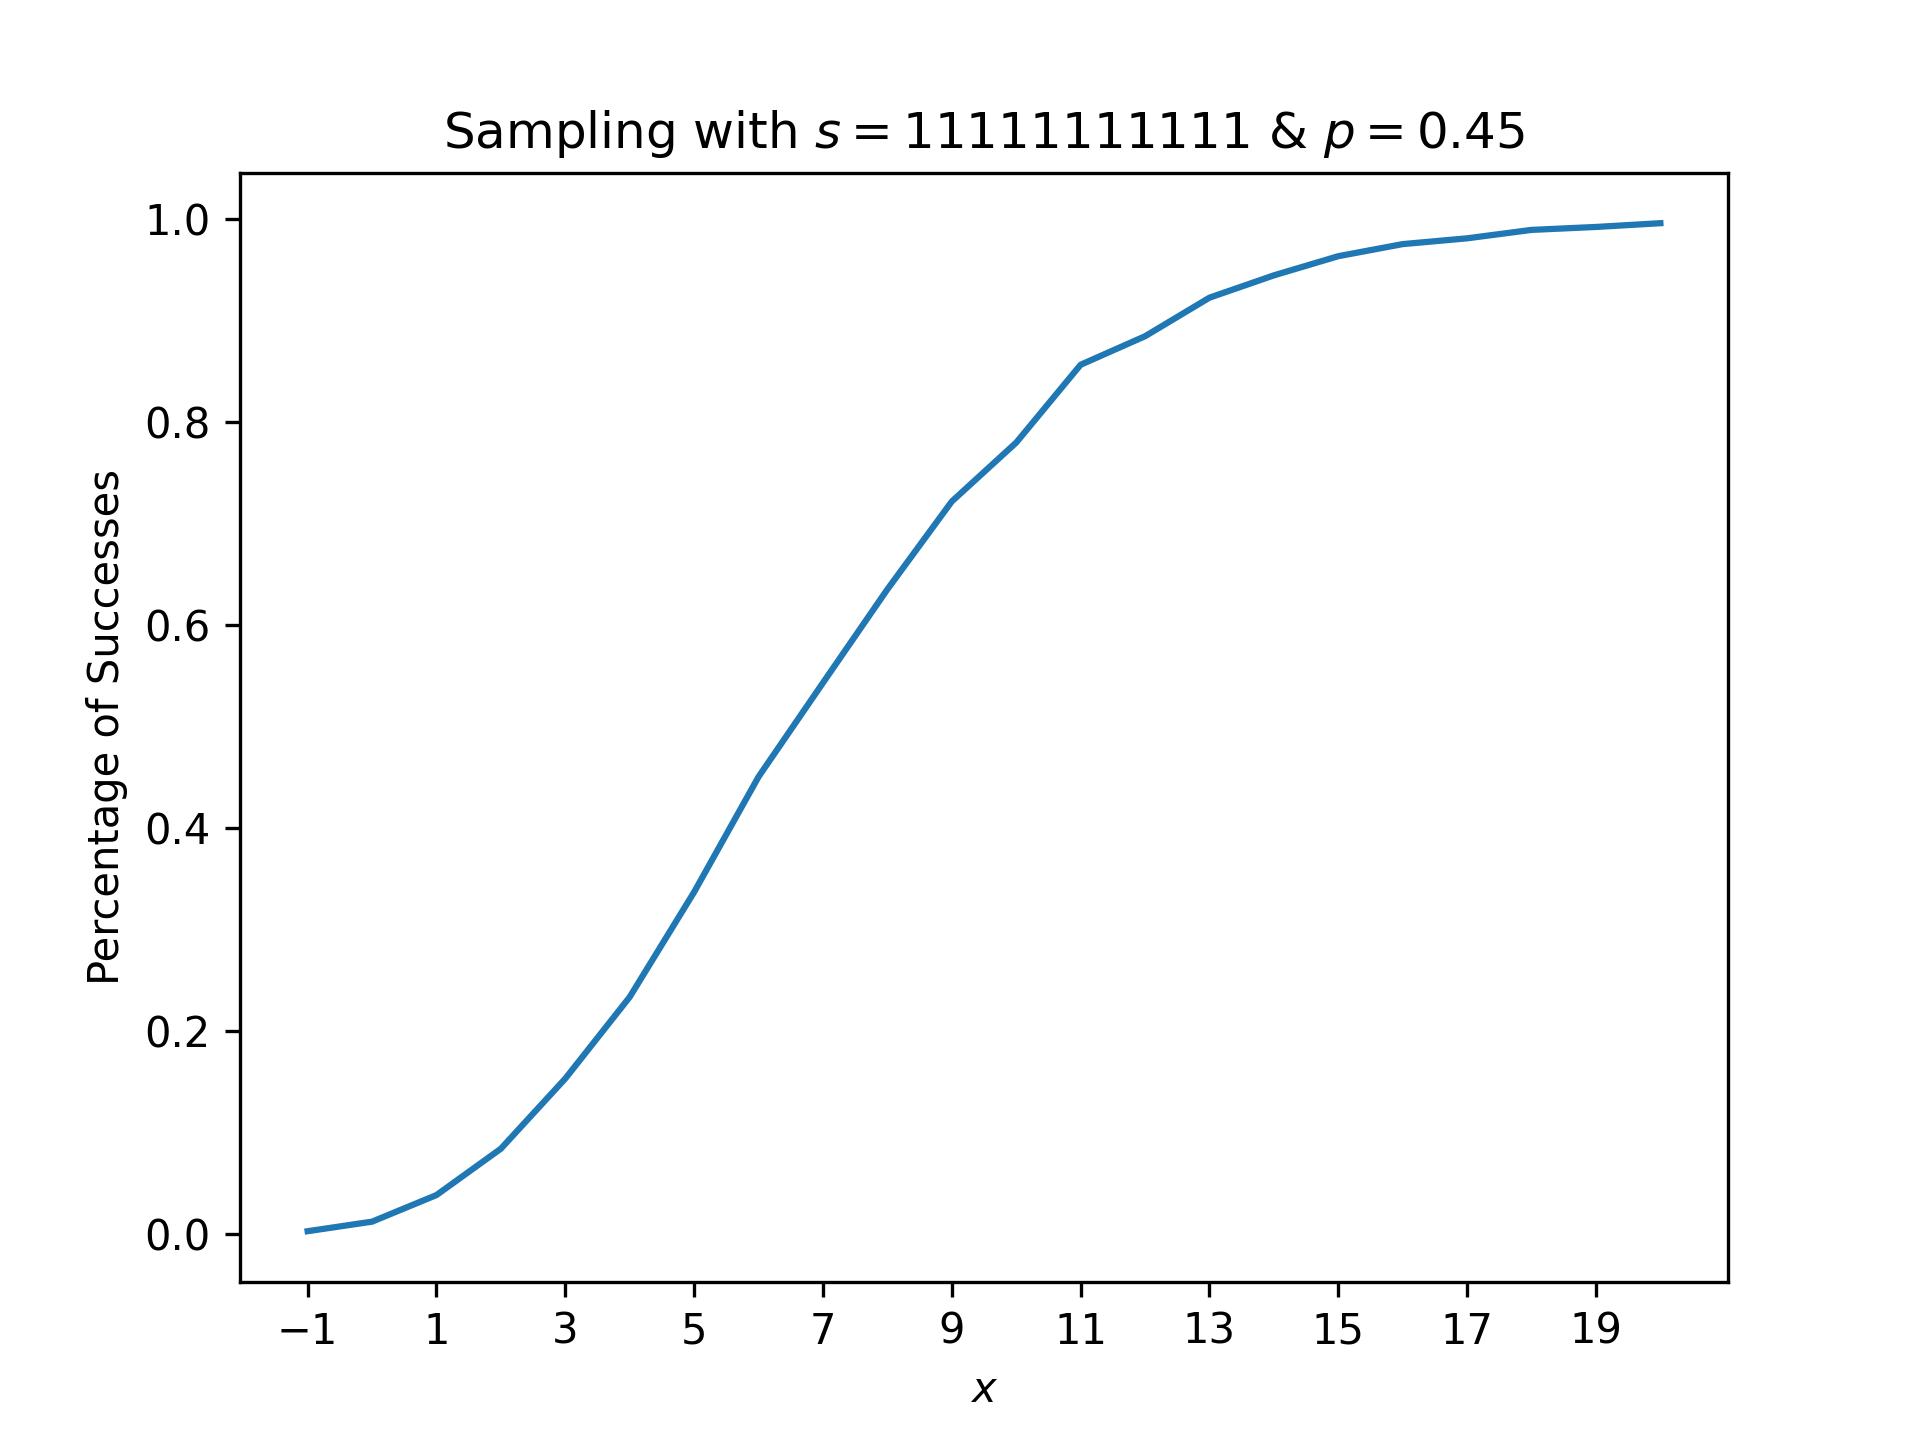 Sampling with s = 11111111111 & p = 0.45
1.0
0.8
0.6
0.4
0.2
0.0
Percentage of Successes
−1 1 3 5 7 9 11 13 15 17 19
x